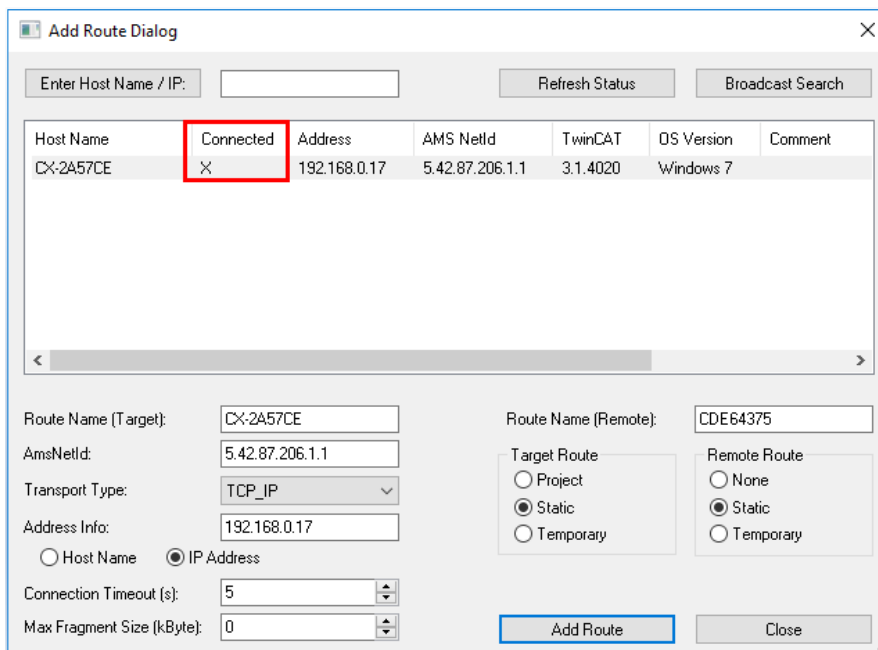 Add Route Dialog
Enter Host Name / IP: Refresh Status Broadcast Search
Host Name Connected Address AMS NetId TwinCAT OS Version Comment
CX-2A57CE X 192.168.0.17 5.42.87.206.1.1 3.1.4020 Windows 7
Route Name (Target): CX-2A57CE Route Name (Remote): CDE64375
AmsNetId: 5.42.87.206.1.1 Target Route Remote Route
Project None
Transport Type: TCP_IP Static Static
Address Info: 192.168.0.17 Temporary Temporary
Host Name IP Address
Connection Timeout (s): 5
Max Fragment Size (kByte): 0 Add Route Close